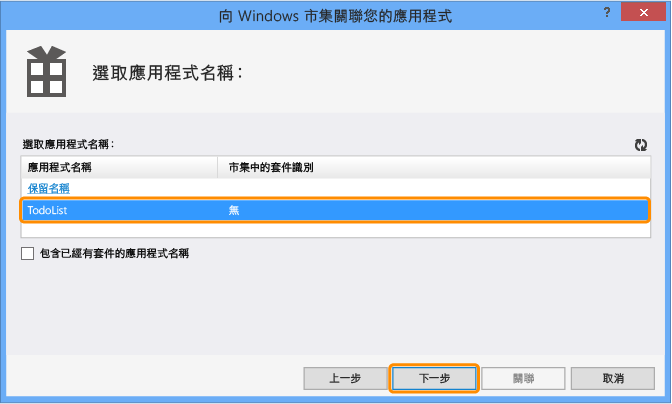 向 Windows 市集關聯您的應用程式
?
選取應用程式名稱：
選取應用程式名稱：
應用程式名稱 市集中的套件識別
保留名稱
TodoList 無
包含已經有套件的應用程式名稱
上一步 下一步 關聯 取消